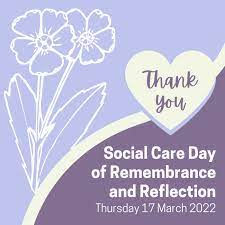 Thank
You
Social Care Day
of Remembrance
and Reflection
Thursday 17 March 2022